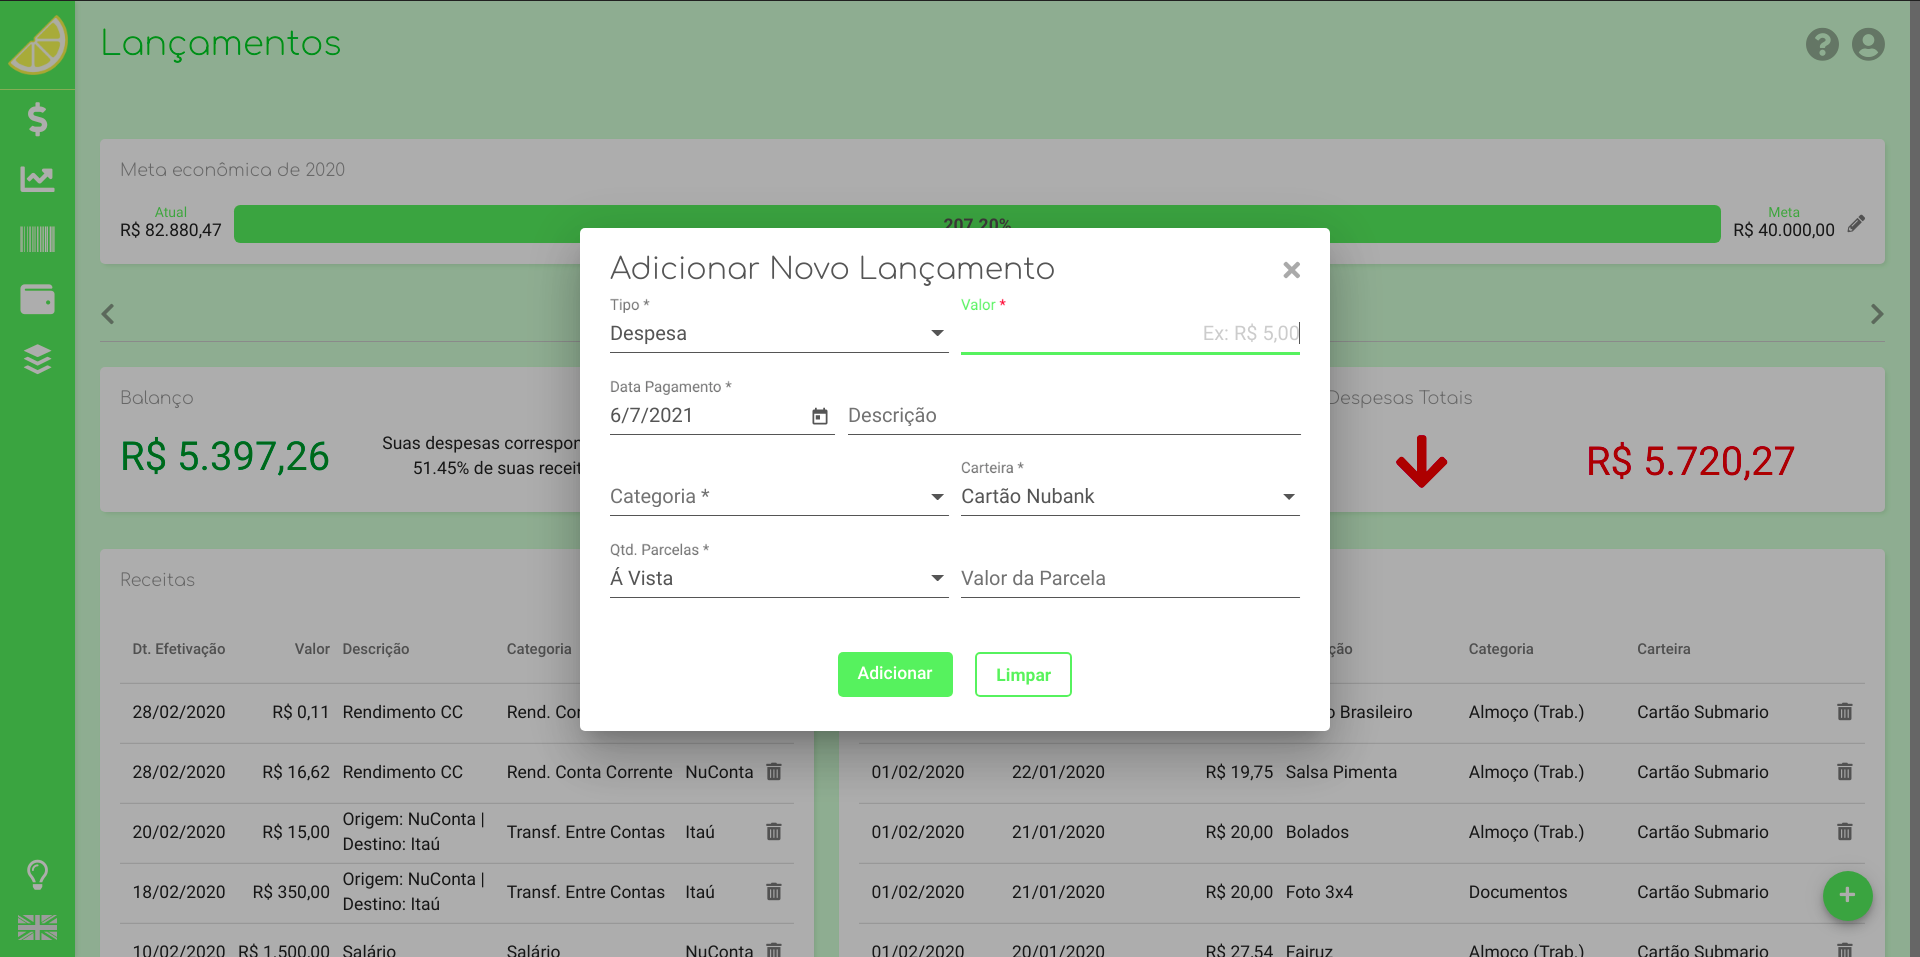 Lançamentos
Meta econômica de 2020
Atual
R$ 82.880,47
207,20%
Meta
R$ 40.000,00
Adicionar Novo Lançamento
Tipo *
Despesa
Valor *
Ex: R$ 5,00
Data Pagamento *
6/7/2021
Descrição
Categoria *
Carteira *
Cartão Nubank
Qtd. Parcelas *
Á Vista
Valor da Parcela
Adicionar
Limpar
Balanço
R$ 5.397,26
Suas despesas correspon
51.45% de suas receit
Despesas Totais
R$ 5.720,27
Receitas
Dt. Efetivação Valor Descrição Categoria
28/02/2020 R$ 0,11 Rendimento CC Rend. Co
28/02/2020 R$ 16,62 Rendimento CC Rend. Conta Corrente NuConta
20/02/2020 R$ 15,00 Origem: NuConta |
Destino: Itaú Transf. Entre Contas Itaú
18/02/2020 R$ 350,00 Origem: NuConta |
Destino: Itaú Transf. Entre Contas Itaú
10/02/2020 R$ 1.500,00 Salário Salário NuConta
ção Categoria Carteira
o Brasileiro Almoço (Trab.) Cartão Submario
01/02/2020 22/01/2020 R$ 19,75 Salsa Pimenta Almoço (Trab.) Cartão Submario
01/02/2020 21/01/2020 R$ 20,00 Bolados Almoço (Trab.) Cartão Submario
01/02/2020 21/01/2020 R$ 20,00 Foto 3x4 Documentos Cartão Submario
01/02/2020 20/01/2020 R$ 27,54 Fairuz Almoço (Trab.) Cartão Submario